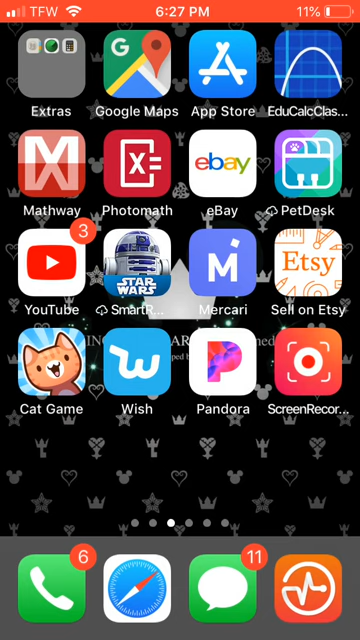 TFW 6:27 PM 11%
Extras Google Maps App Store EduCalcClas...
Mathway Photomath eBay PetDesk
3
YouTube SmartR... Mercari Sell on Etsy
STAR
WARS
ebay
Etsy
Cat Game Wish Pandora ScreenRecor...
6 11